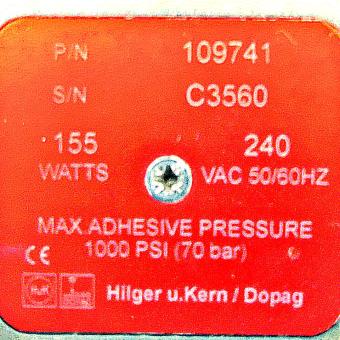 P/N 109741
S/N C3560
155 240
WATTS VAC 50/60HZ
MAX.ADHESIVE PRESSURE
1000 PSI (70 bar)
CE
Hilger u.Kern / Dopag